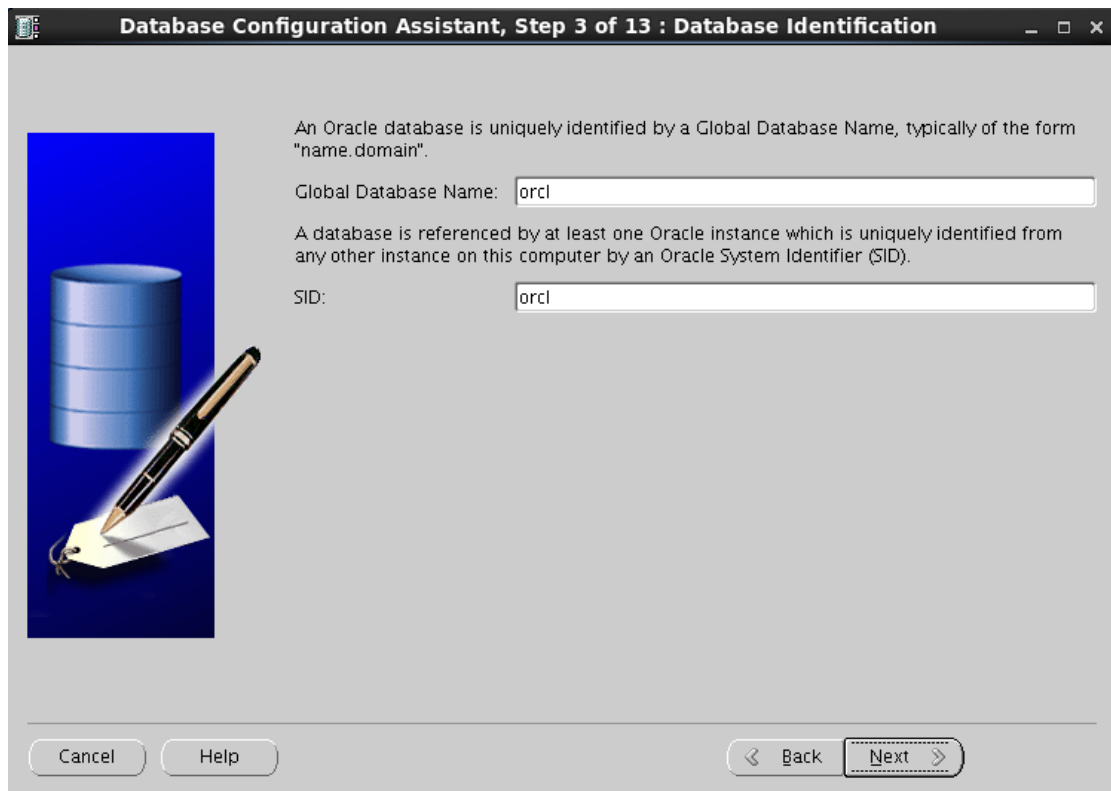 Database Configuration Assistant, Step 3 of 13 : Database Identification
An Oracle database is uniquely identified by a Global Database Name, typically of the form
"name.domain".
Global Database Name: orcl
A database is referenced by at least one Oracle instance which is uniquely identified from
any other instance on this computer by an Oracle System Identifier (SID).
SID: orcl
Cancel Help Back Next